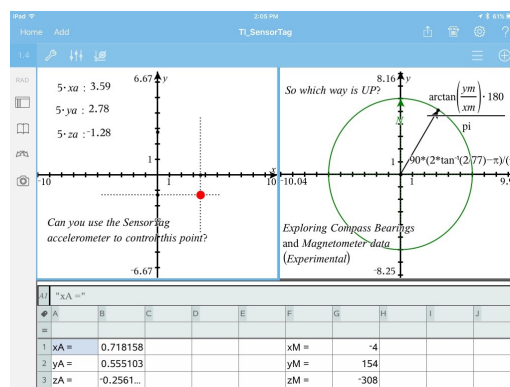 iPad 2:05 PM 61%
Home Add TI_SensorTag
1.4
RAD
5·xa : 3.59
5·ya : 2.78
5·za : -1.28
6.67 y
1
-10 1 10 x
Can you use the SensorTag
accelerometer to control this point?
-6.67
So which way is UP?
8.16 y
arctan(ym/xm)·180
pi
1 90*(2*tan⁻¹(2.77)−π)/(
-10.04 1 9.9
Exploring Compass Bearings
and Magnetometer data
(Experimental)
-8.25
A1 "xA ="
A B C D E F G H I J
=
1 xA = 0.718158 xM = -4
2 yA = 0.555103 yM = 154
3 zA = -0.2561... zM = -308